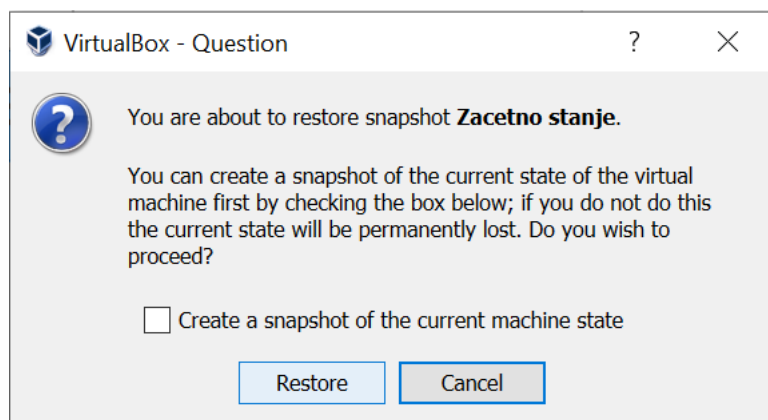 VirtualBox - Question
?
You are about to restore snapshot Zacetno stanje.
You can create a snapshot of the current state of the virtual
machine first by checking the box below; if you do not do this
the current state will be permanently lost. Do you wish to
proceed?
Create a snapshot of the current machine state
Restore
Cancel